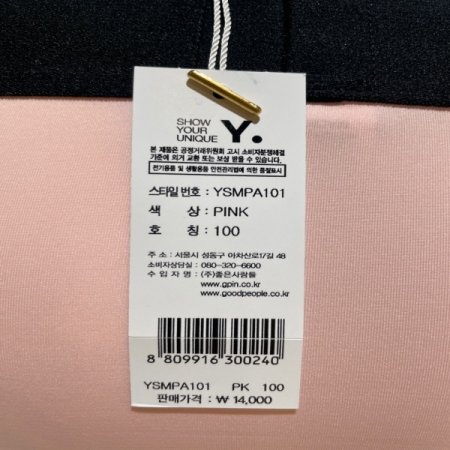 SHOW
YOUR
UNIQUE
Y.
본 제품은 공정거래위원회 고시 소비자분쟁해결
기준에 의거 교환 또는 보상 받을 수 있습니다.
전기용품 및 생활용품 안전관리법에 의한 품질표시
스타일 번호 : YSMPA101
색 상 : PINK
호 칭 : 100
주 소 : 서울시 성동구 아차산로17길 48
소비자상담실 : 080-320-6600
수 입 자 명 : (주)좋은사람들
www.gpin.co.kr
www.goodpeople.co.kr
8 809916 300240
YSMPA101 PK 100
판매가격 : ₩ 14,000